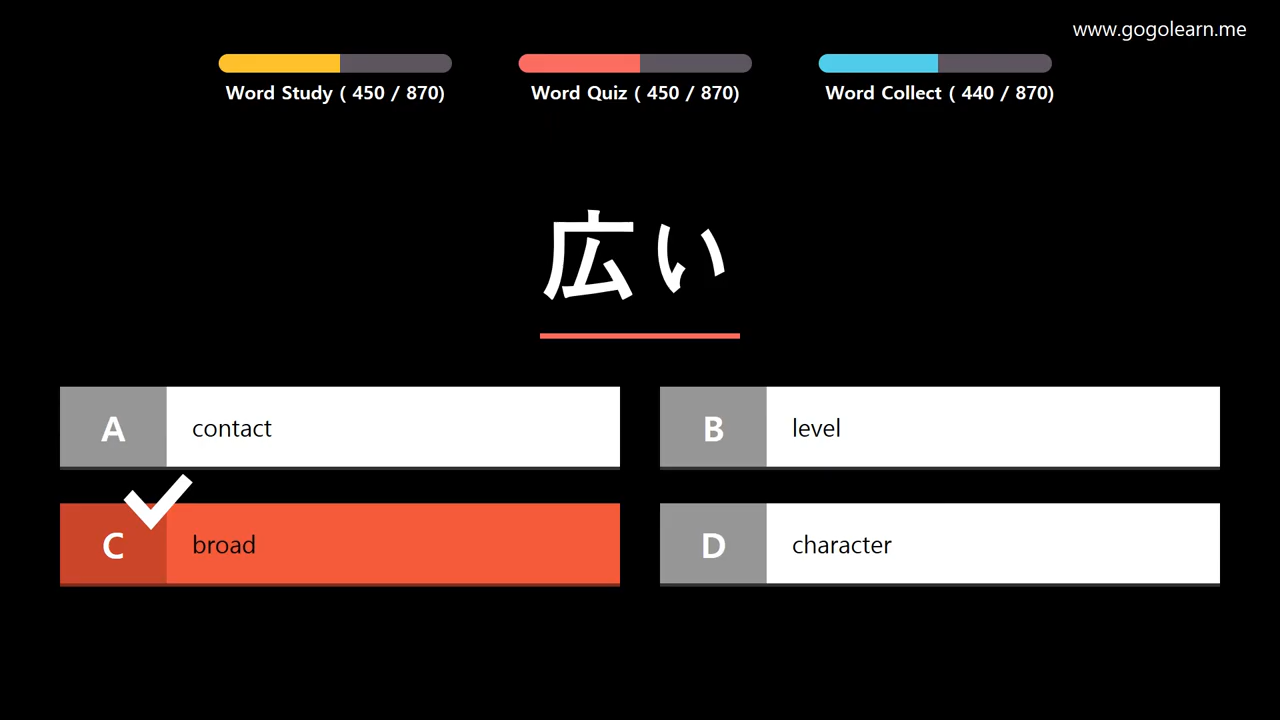 www.gogolearn.me
Word Study ( 450 / 870)
Word Quiz ( 450 / 870)
Word Collect ( 440 / 870)
広い
A contact
B level
C broad
D character